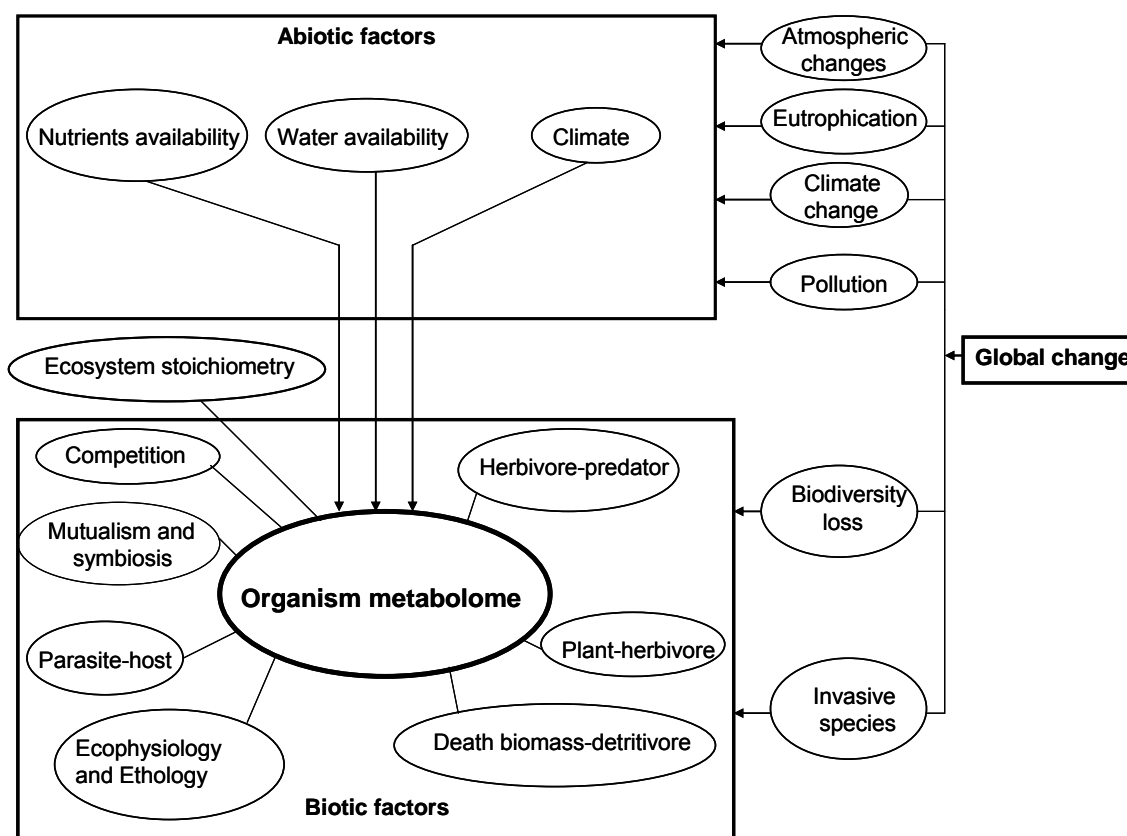 Abiotic factors
Nutrients availability
Water availability
Climate
Atmospheric
changes
Eutrophication
Climate
change
Pollution
Global change
Ecosystem stoichiometry
Competition
Herbivore-predator
Mutualism and
symbiosis
Biodiversity
loss
Organism metabolome
Parasite-host
Plant-herbivore
Invasive
species
Ecophysiology
and Ethology
Death biomass-detritivore
Biotic factors